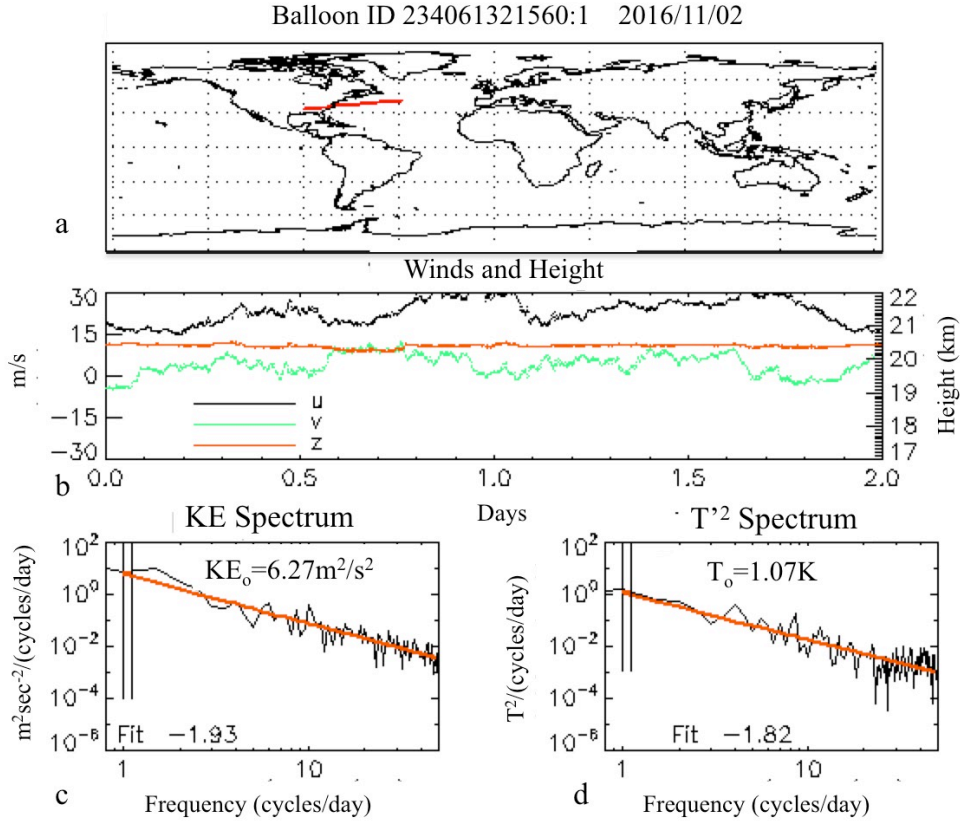 Balloon ID 234061321560:1 2016/11/02
a
Winds and Height
30
15
0
−15
−30
m/s
u
v
z
22
21
20
19
18
17
Height (km)
0.0 0.5 1.0 1.5 2.0
b
Days
KE Spectrum
T’² Spectrum
10²
10⁰
10⁻²
10⁻⁴
10⁻⁶
m²sec⁻²/(cycles/day)
KEₒ=6.27m²/s²
Fit −1.93
1 10
c
Frequency (cycles/day)
10²
10⁰
10⁻²
10⁻⁴
10⁻⁶
T²/(cycles/day)
Tₒ=1.07K
Fit −1.82
1 10
d
Frequency (cycles/day)